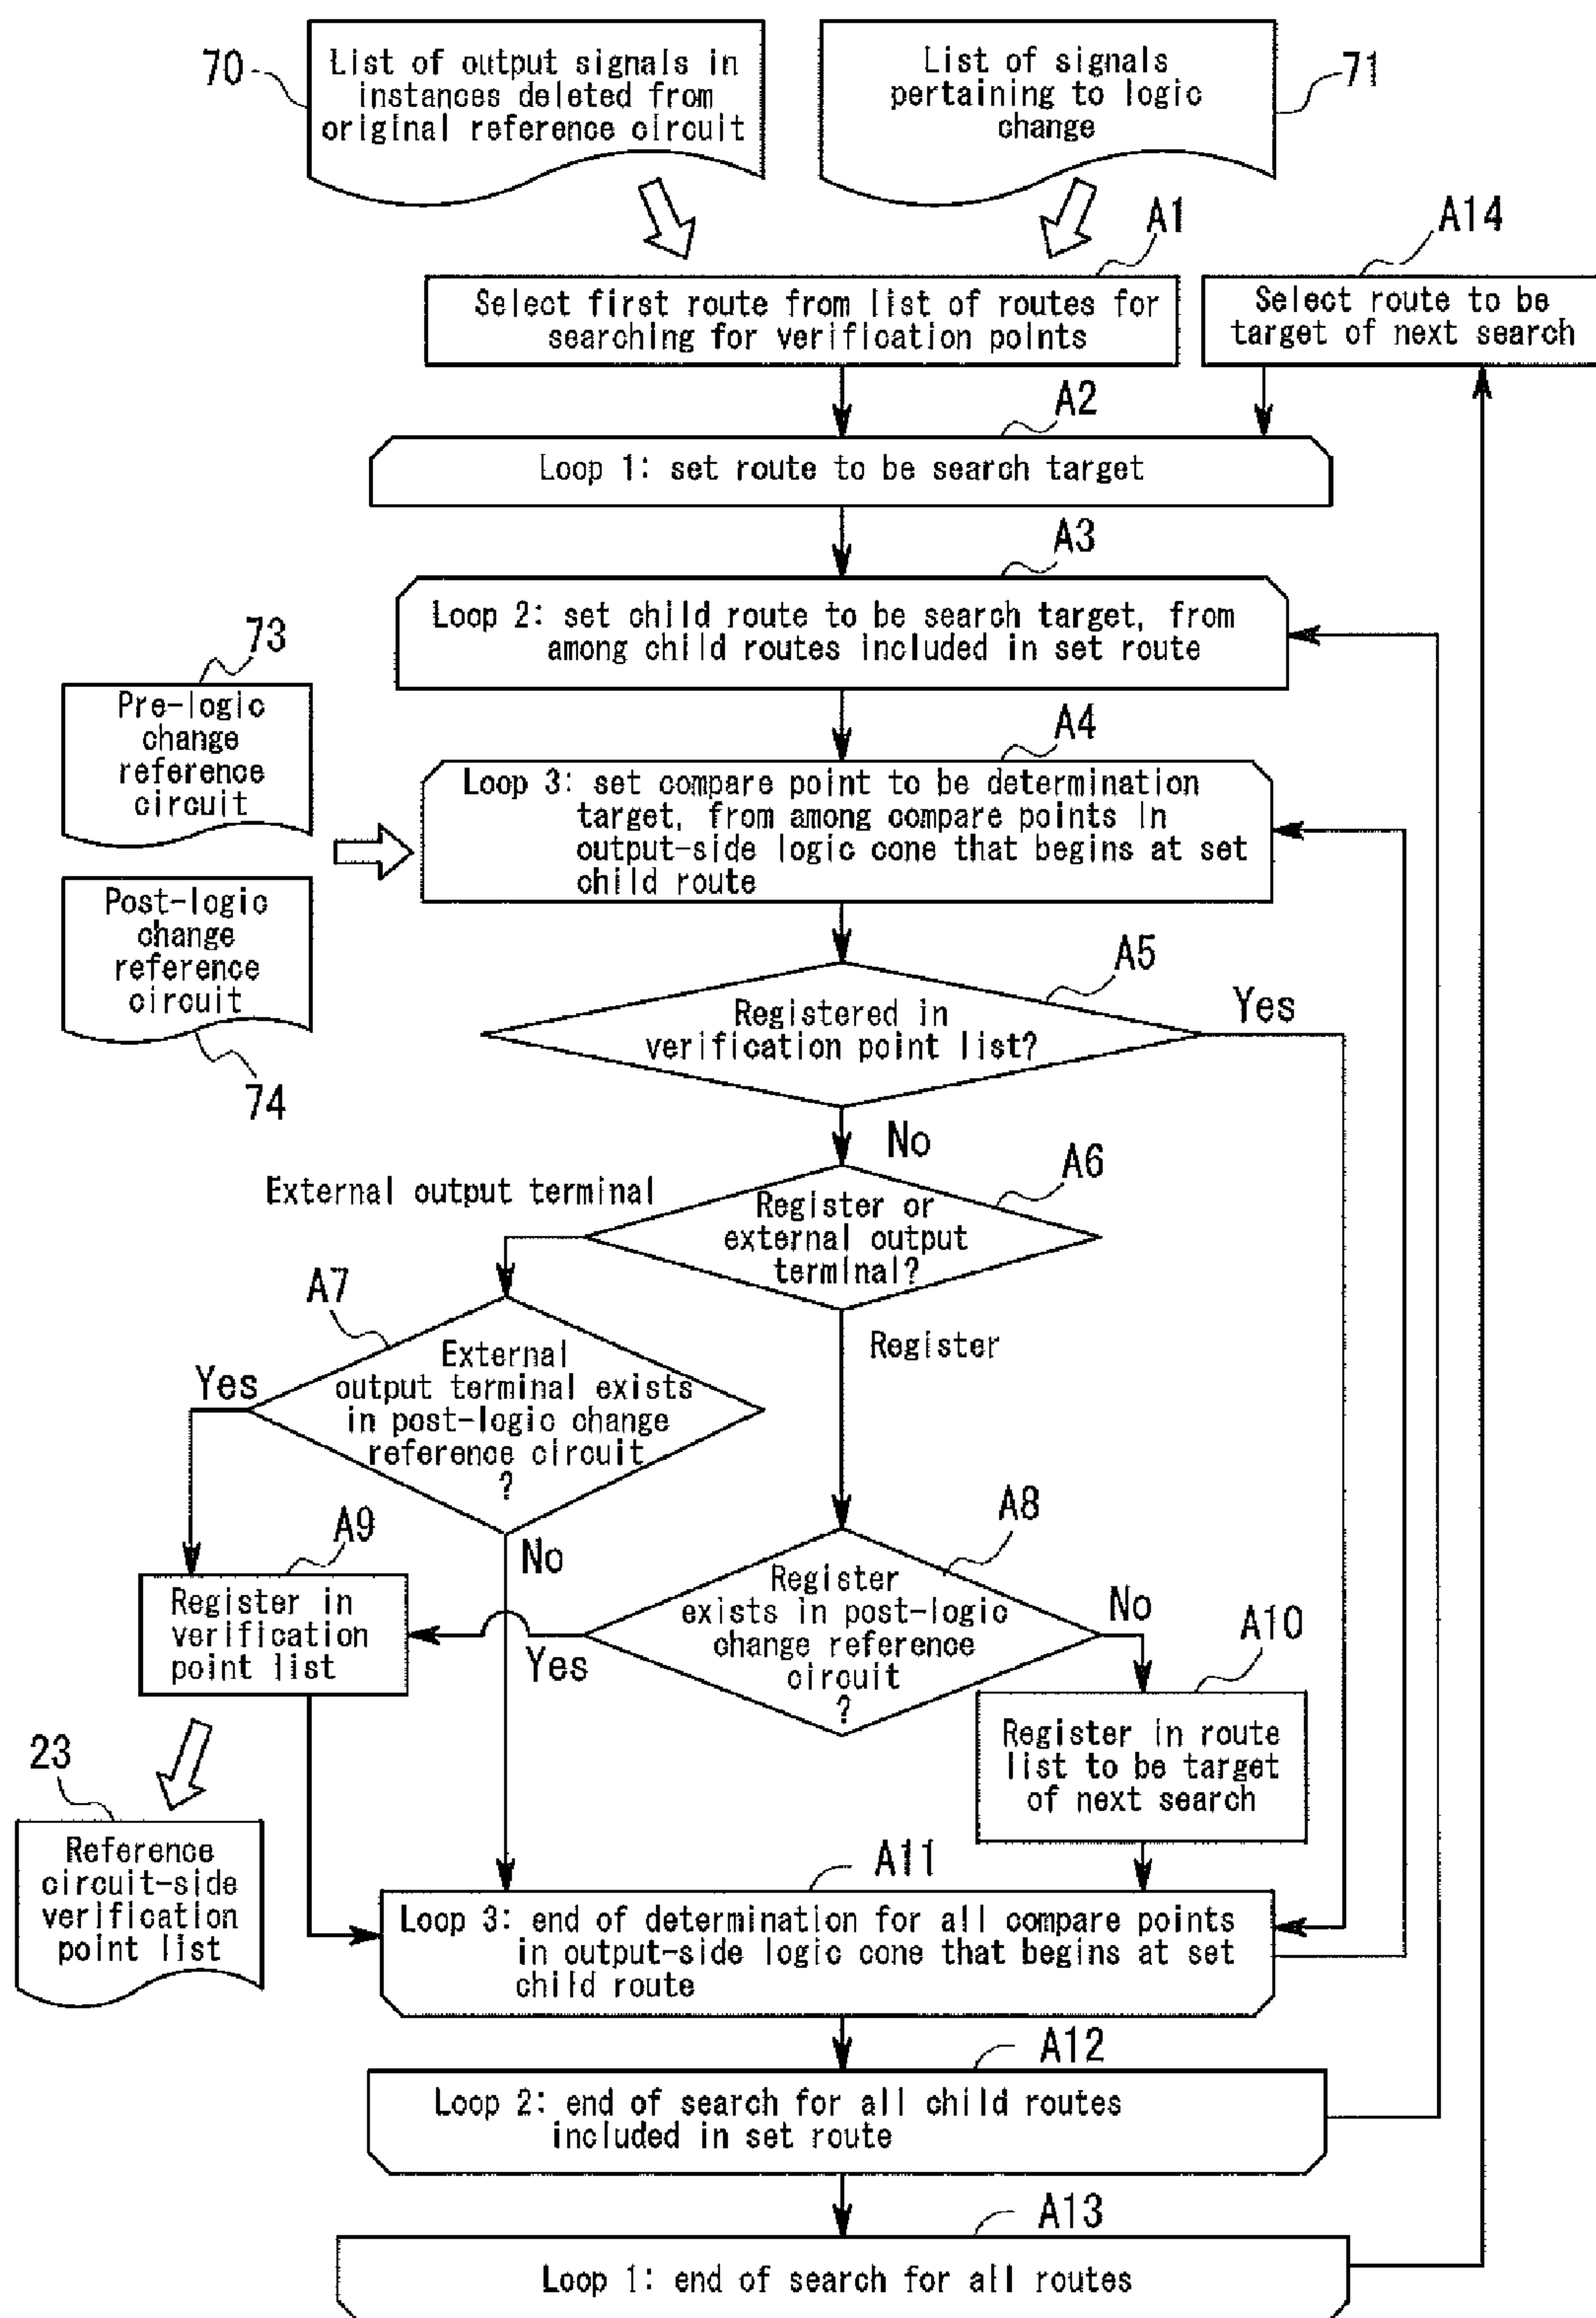 70
List of output signals in
instances deleted from
original reference circuit
List of signals
pertaining to logic
change
71
A1
Select first route from list of routes for
searching for verification points
A14
Select route to be
target of next search
A2
Loop 1: set route to be search target
A3
Loop 2: set child route to be search target, from
among child routes included in set route
73
Pre-logic
change
reference
circuit
A4
Loop 3: set compare point to be determination
target, from among compare points in
output-side logic cone that begins at set
child route
Post-logic
change
reference
circuit
74
A5
Registered in
verification point list?
Yes
No
A6
Register or
external output
terminal?
External output terminal
Register
A7
External
output terminal exists
in post-logic change
reference circuit
?
Yes
No
A8
Register
exists in post-logic
change reference
circuit
?
Yes
No
A9
Register in
verification
point list
A10
Register in route
list to be target
of next search
23
Reference
circuit-side
verification
point list
A11
Loop 3: end of determination for all compare points
in output-side logic cone that begins at set
child route
A12
Loop 2: end of search for all child routes
included in set route
A13
Loop 1: end of search for all routes